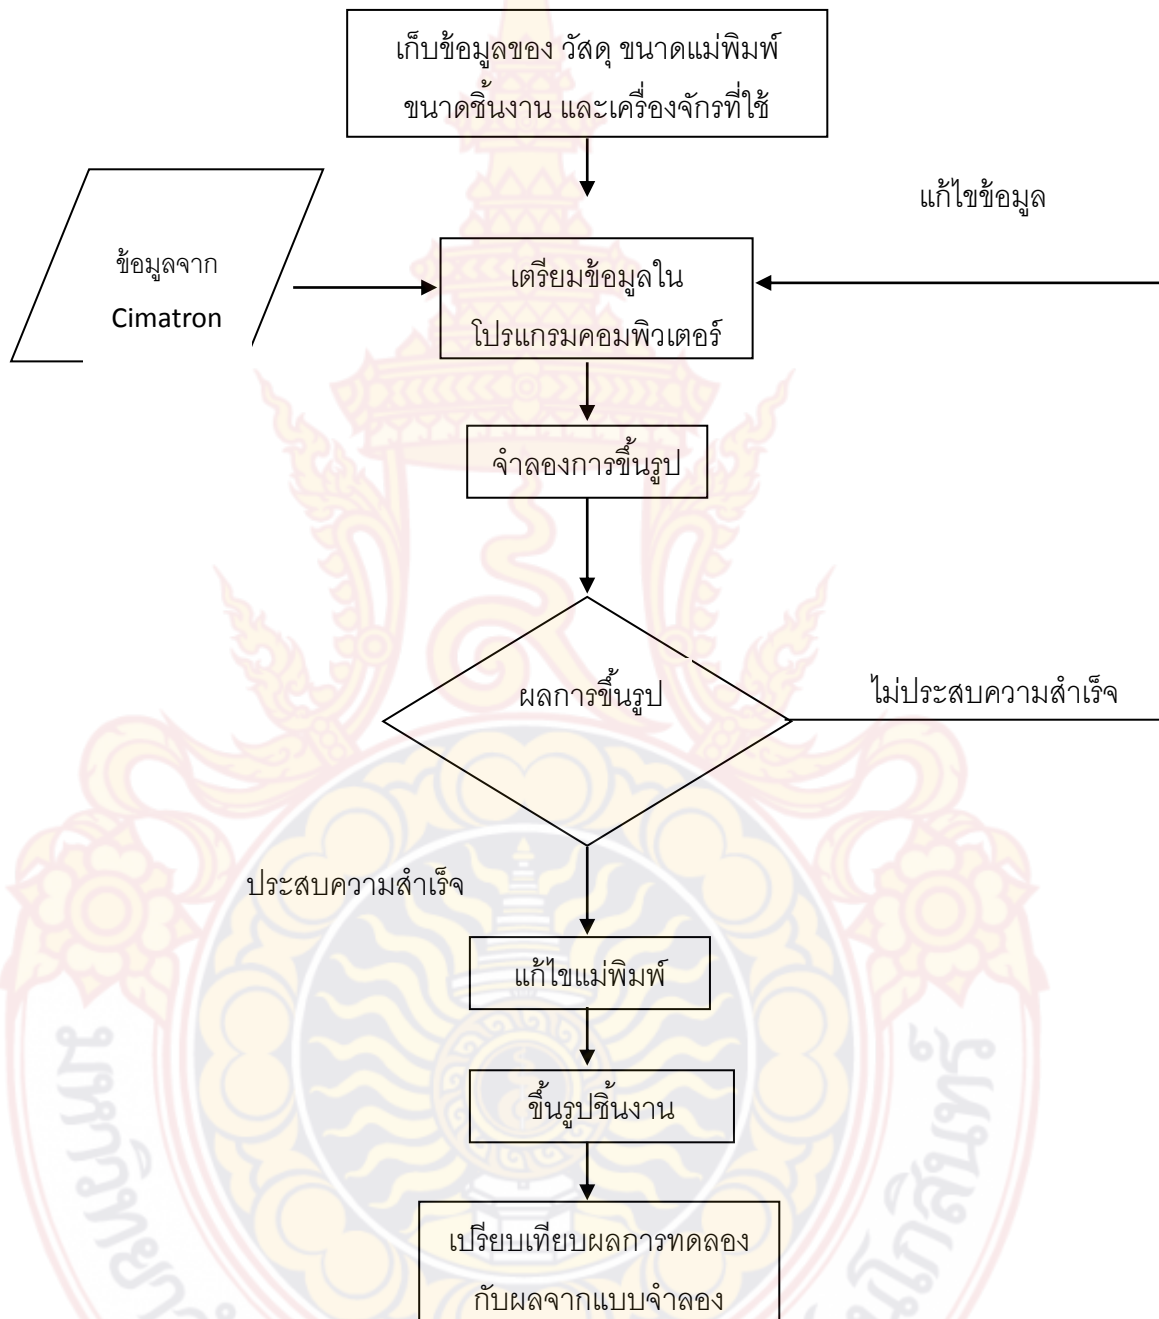 เก็บข้อมูลของ วัสดุ ขนาดแม่พิมพ์
ขนาดชิ้นงาน และเครื่องจักรที่ใช้
แก้ไขข้อมูล
ข้อมูลจาก
Cimatron
เตรียมข้อมูลใน
โปรแกรมคอมพิวเตอร์
จำลองการขึ้นรูป
ผลการขึ้นรูป
ไม่ประสบความสำเร็จ
ประสบความสำเร็จ
แก้ไขแม่พิมพ์
ขึ้นรูปชิ้นงาน
เปรียบเทียบผลการทดลอง
กับผลจากแบบจำลอง